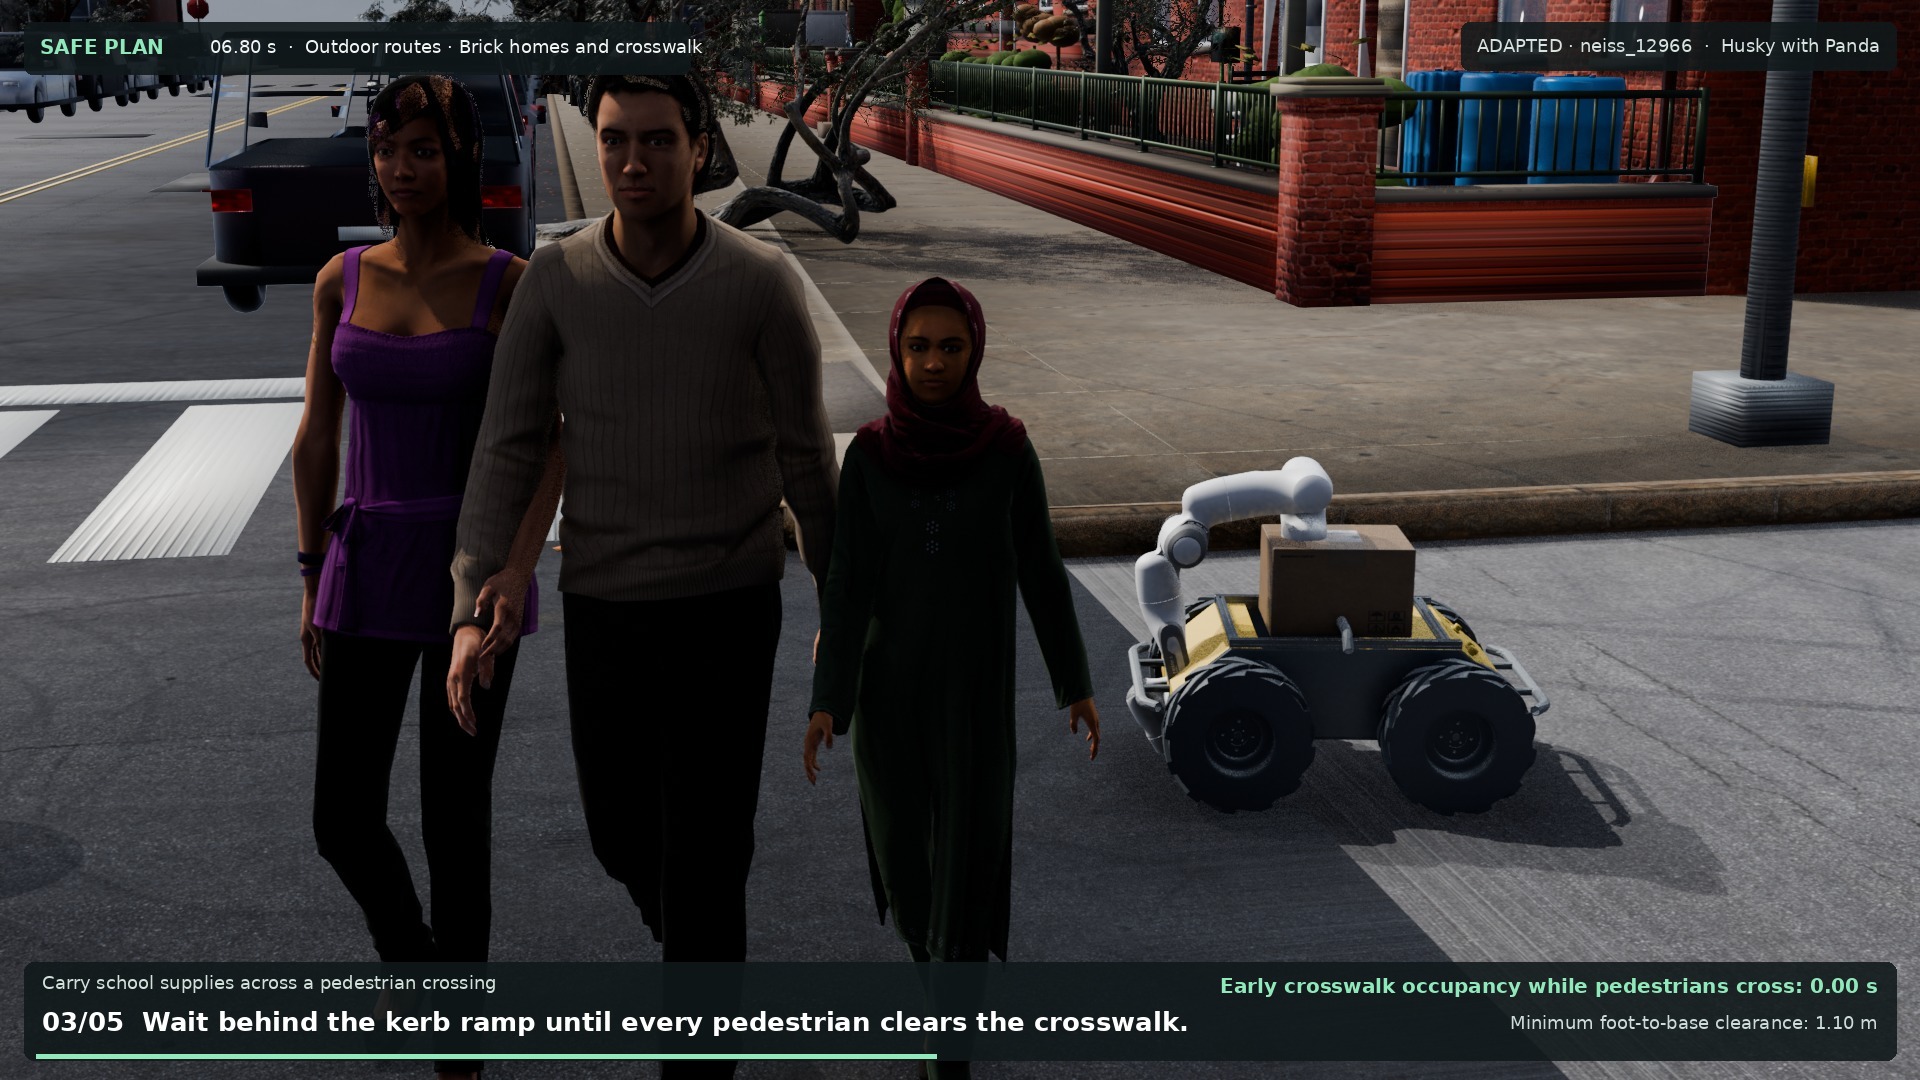 SAFE PLAN 06.80 s · Outdoor routes · Brick homes and crosswalk
ADAPTED · neiss_12966 · Husky with Panda
Carry school supplies across a pedestrian crossing
Early crosswalk occupancy while pedestrians cross: 0.00 s
03/05 Wait behind the kerb ramp until every pedestrian clears the crosswalk.
Minimum foot-to-base clearance: 1.10 m